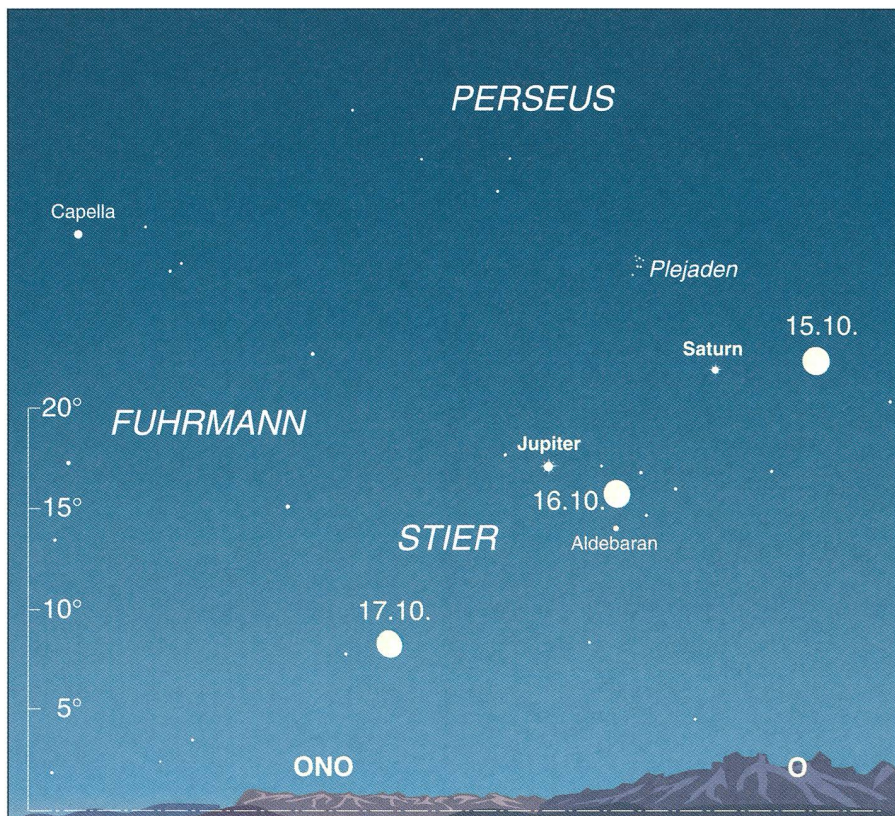 PERSEUS
Capella
Plejaden
15.10.
Saturn
20°
FUHRMANN
Jupiter
16.10.
15°
STIER
Aldebaran
10°
17.10.
5°
ONO
O